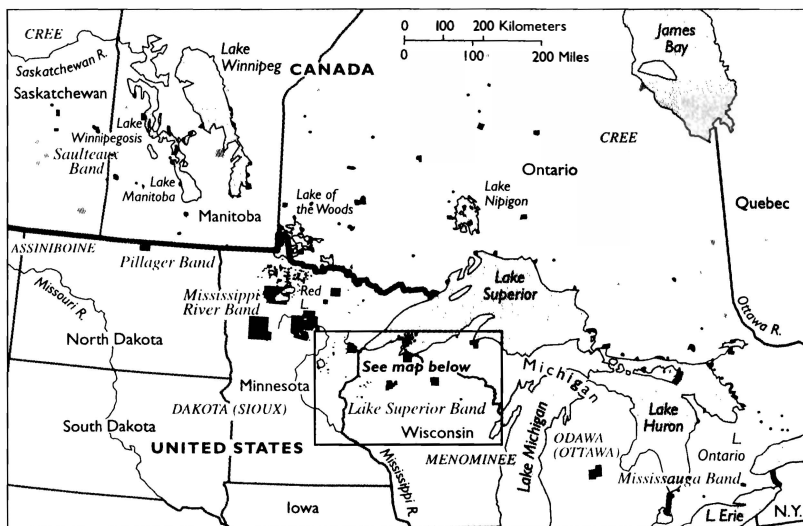 CREE
Saskatchewan R.
Saskatchewan
Lake
Winnipeg
CANADA
0 100 200 Kilometers
0 100 200 Miles
James
Bay
Lake
Winnipegosis
Saulteaux
Band
Lake
Manitoba
Manitoba
Lake of
the Woods
Ontario
CREE
Lake
Nipigon
Quebec
ASSINIBOINE
Pillager Band
Missouri R.
Mississippi
River Band
Red
L.
Lake
Superior
Ottawa R.
North Dakota
See map below
Michigan
Minnesota
South Dakota
DAKOTA (SIOUX)
Lake Superior Band
Wisconsin
UNITED STATES
Lake Michigan
Lake
Huron
ODAWA
(OTTAWA)
L.
Ontario
MENOMINEE
Mississauga Band
Mississippi R.
Iowa
L. Erie
N.Y.